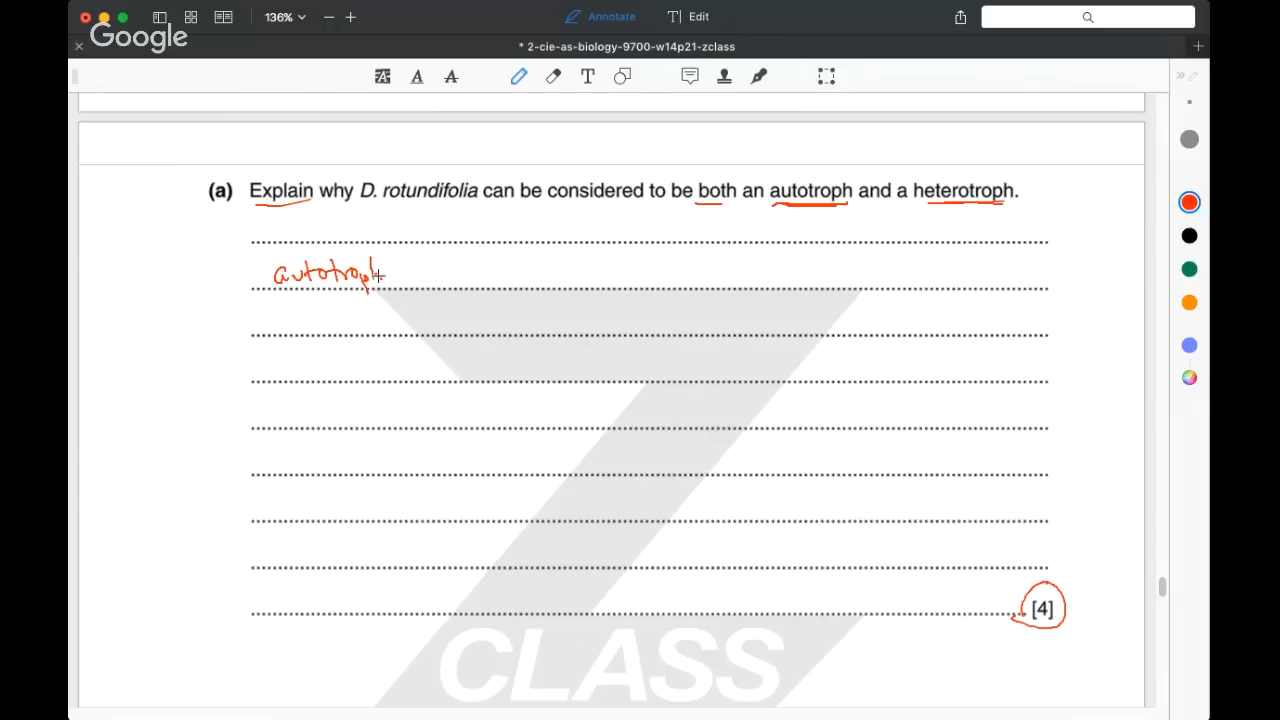 136%
Annotate
T Edit
Google
* 2-cie-as-biology-9700-w14p21-zclass
(a) Explain why D. rotundifolia can be considered to be both an autotroph and a heterotroph.
autotroph
[4]
CLASS